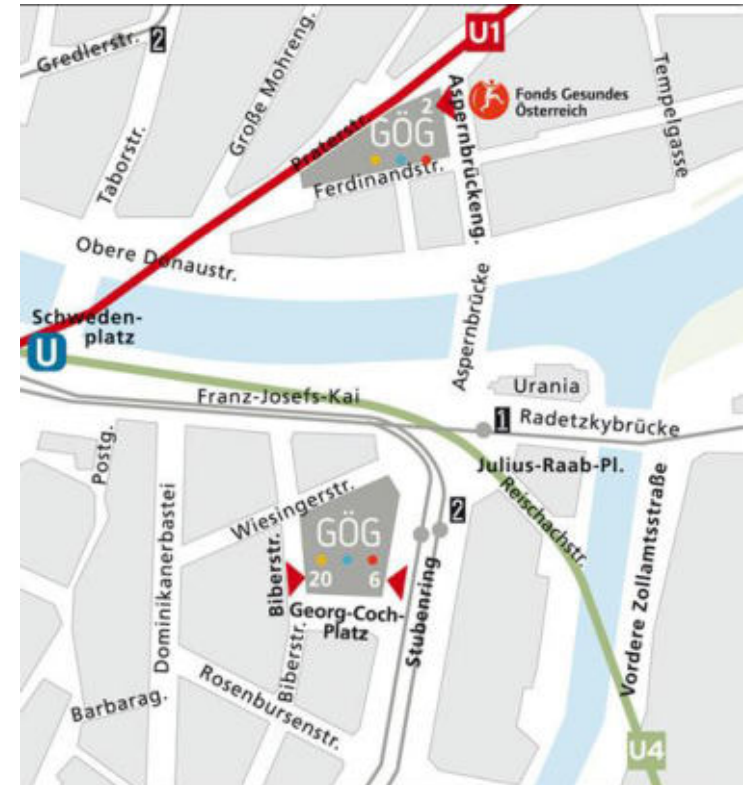 U1
2
Gredlerstr.
Große Mohreng.
Taborstr.
Praterstr.
2
GÖG
Aspernbrückeng.
Fonds Gesundes
Österreich
Tempelgasse
Ferdinandstr.
Obere Donaustr.
Schweden-
platz
U
Aspernbrücke
Franz-Josefs-Kai
Urania
1
Radetzkybrücke
Julius-Raab-Pl.
Postg.
Dominikanerbastei
Wiesingerstr.
Biberstr.
GÖG
20
6
2
Reischachstr.
Georg-Coch-
Platz
Stubenring
Vordere Zollamtsstraße
Biberstr.
Rosenbursenstr.
Barbarag.
U4